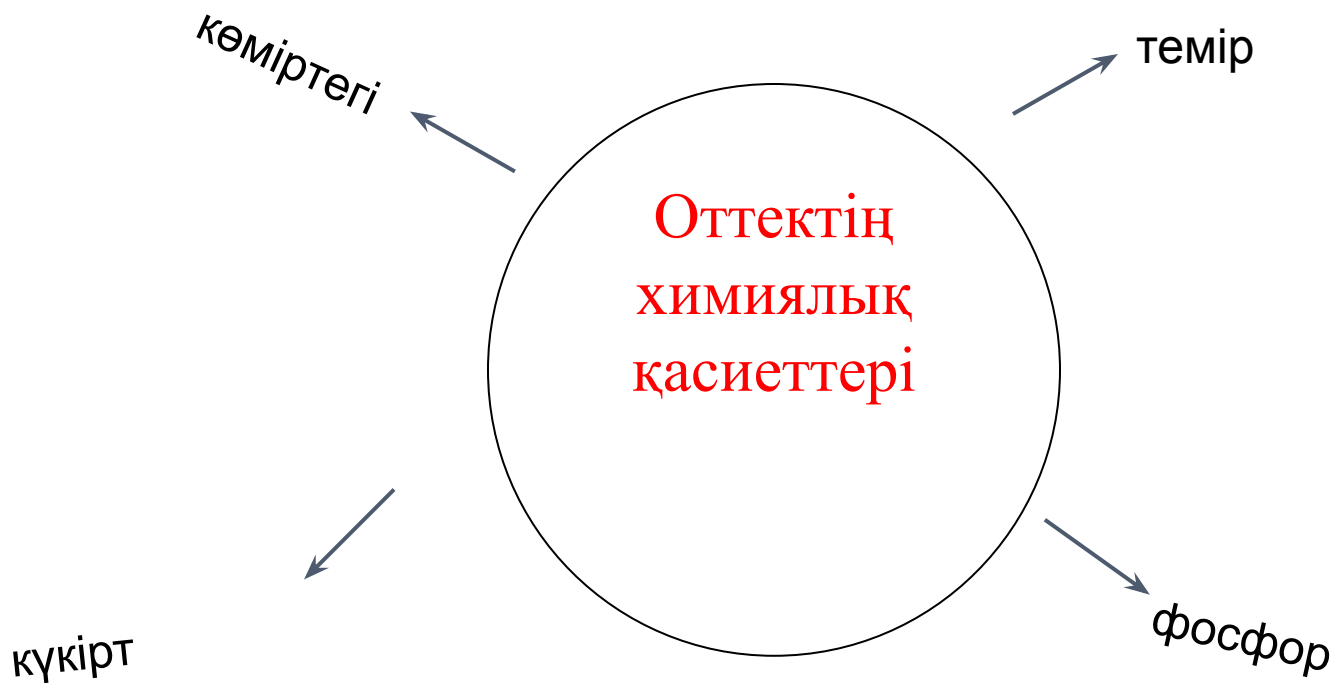 көміртегі
темір
Оттектің
химиялық
қасиеттері
күкірт
фосфор